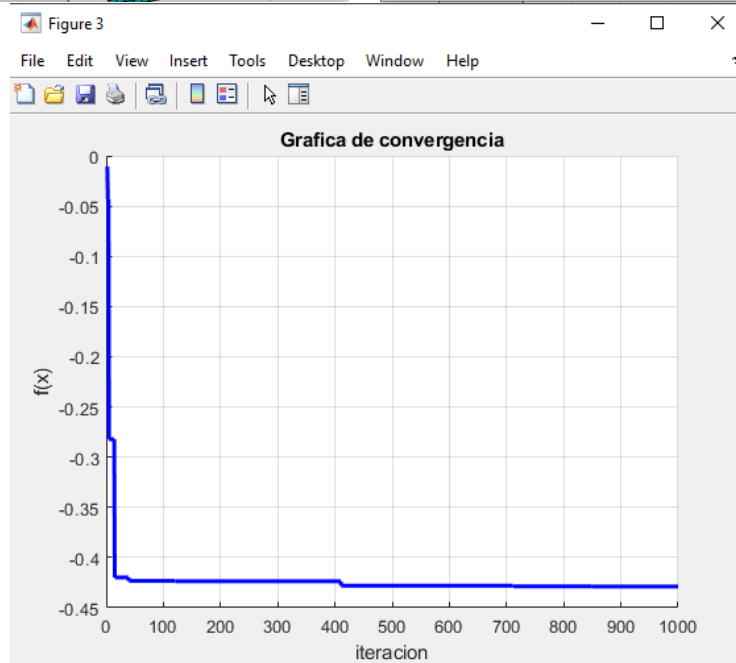 Figure 3
File Edit View Insert Tools Desktop Window Help
Grafica de convergencia
0
-0.05
-0.1
-0.15
-0.2
-0.25
-0.3
-0.35
-0.4
-0.45
f(x)
0 100 200 300 400 500 600 700 800 900 1000
iteracion